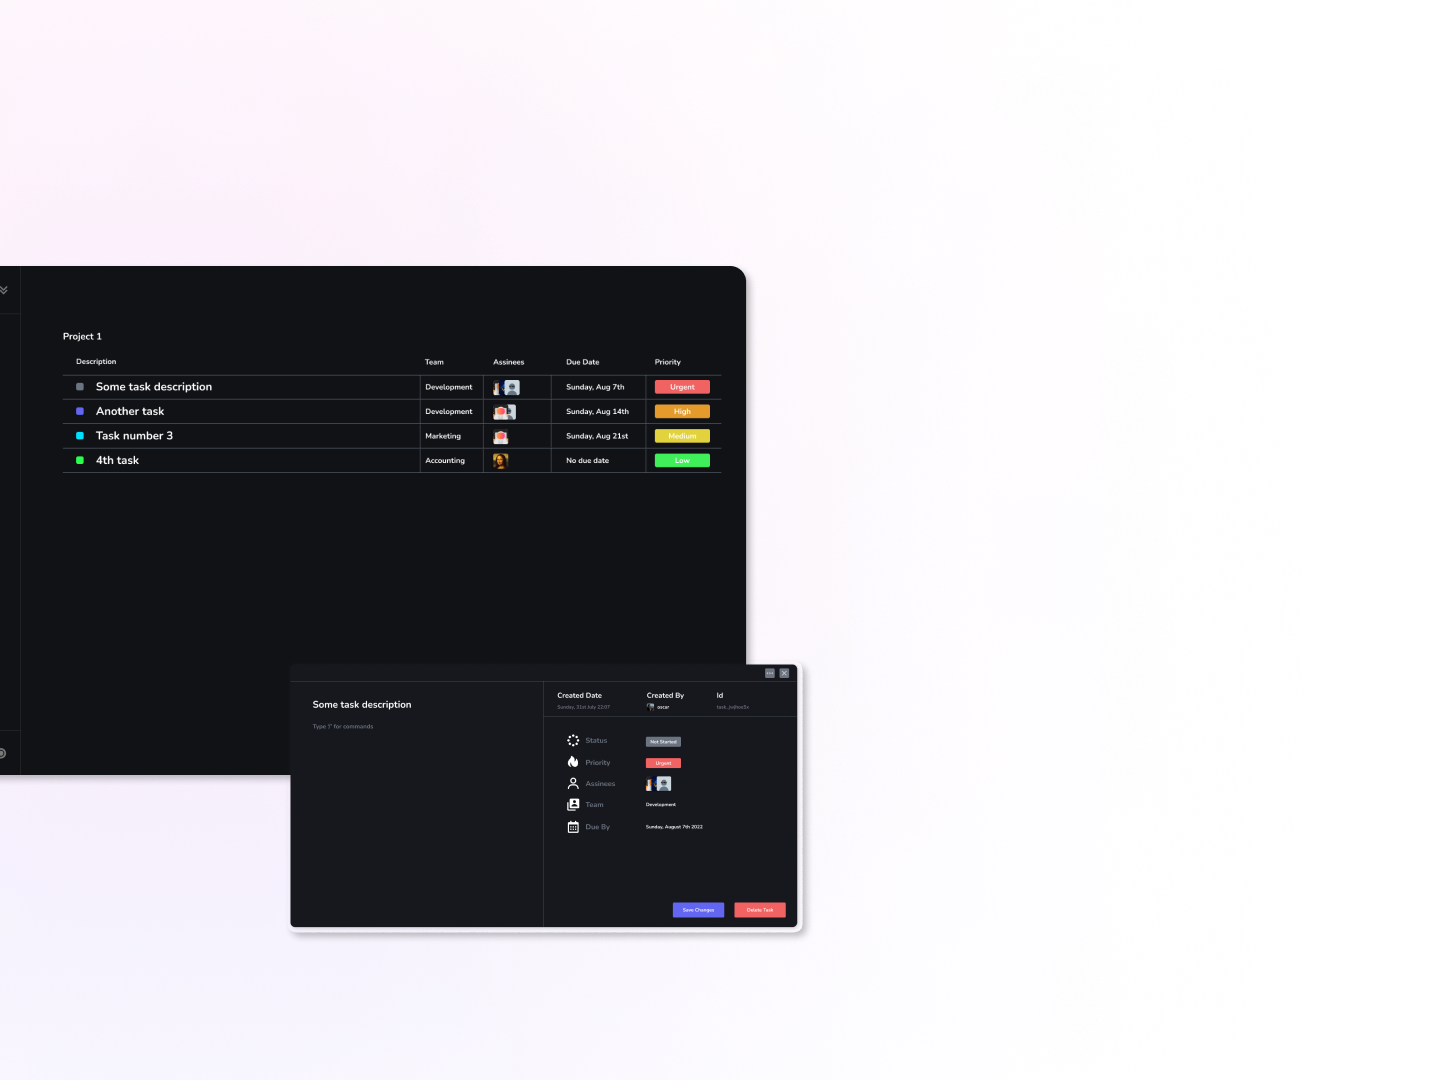 Project 1
Description Team Assinees Due Date Priority
Some task description Development Sunday, Aug 7th Urgent
Another task Development Sunday, Aug 14th High
Task number 3 Marketing Sunday, Aug 21st Medium
4th task Accounting No due date Low
Some task description
Type '/' for commands
Created Date Created By Id
Sunday, 31st July 22:07 oscar
Status Not Started
Priority Urgent
Assinees
Team Development
Due By Sunday, August 7th 2022
Save Changes Delete Task